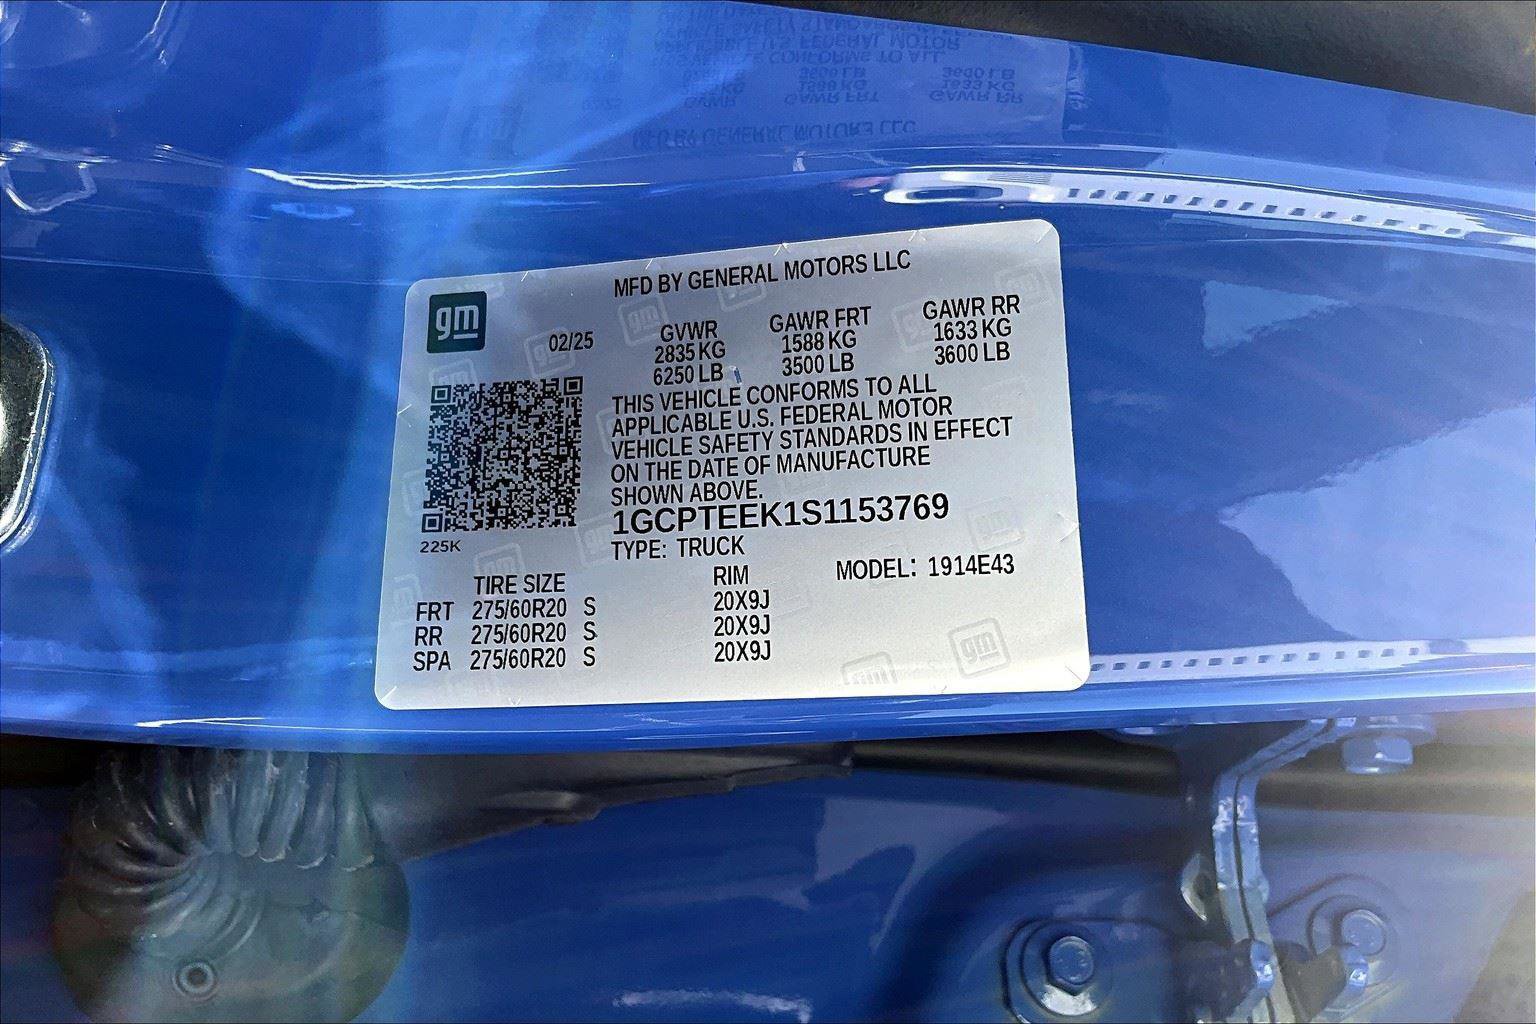 MFD BY GENERAL MOTORS LLC
gm
02/25
GVWR GAWR FRT GAWR RR
2835 KG 1588 KG 1633 KG
6250 LB 3500 LB 3600 LB
THIS VEHICLE CONFORMS TO ALL
APPLICABLE U.S. FEDERAL MOTOR
VEHICLE SAFETY STANDARDS IN EFFECT
ON THE DATE OF MANUFACTURE
SHOWN ABOVE.
1GCPTEEK1S1153769
225K
TYPE: TRUCK
MODEL: 1914E43
TIRE SIZE RIM
FRT 275/60R20 S 20X9J
RR 275/60R20 S 20X9J
SPA 275/60R20 S 20X9J